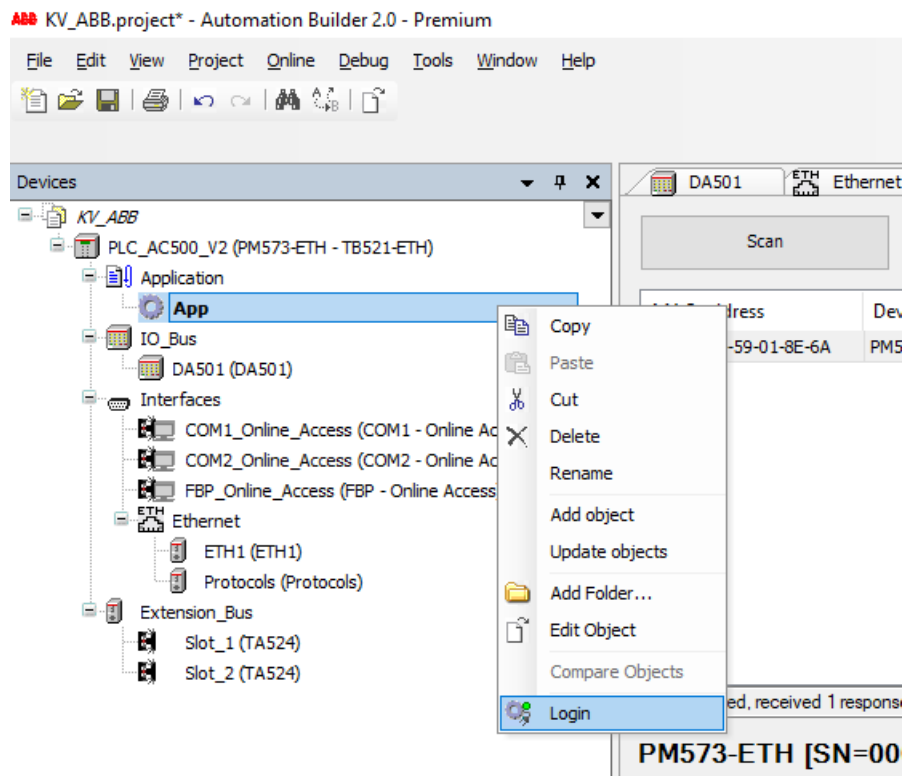 ABB KV_ABB.project* - Automation Builder 2.0 - Premium
File Edit View Project Online Debug Tools Window Help
Devices
DA501
ETH Ethernet
KV_ABB
Scan
PLC_AC500_V2 (PM573-ETH - TB521-ETH)
Application
App
Copy
Dev
IO_Bus
-59-01-8E-6A PM5
Paste
DA501 (DA501)
Cut
Interfaces
COM1_Online_Access (COM1 - Online Ac
Delete
COM2_Online_Access (COM2 - Online Ac
Rename
FBP_Online_Access (FBP - Online Access
Add object
ETH Ethernet
ETH1 (ETH1)
Update objects
Protocols (Protocols)
Add Folder...
Extension_Bus
Edit Object
Slot_1 (TA524)
Compare Objects
Slot_2 (TA524)
Login
ed, received 1 response
PM573-ETH [SN=00